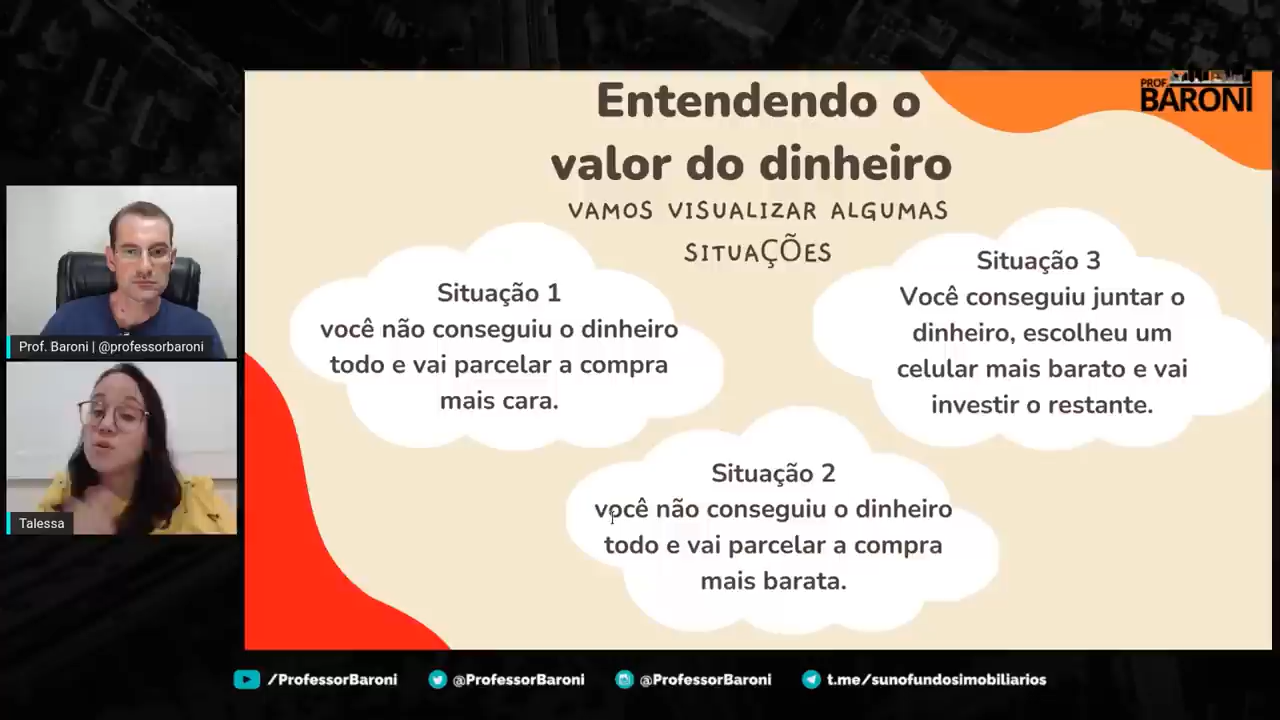 Entendendo o
valor do dinheiro
VAMOS VISUALIZAR ALGUMAS
SITUAÇÕES
PROF.
BARONI
Situação 1
você não conseguiu o dinheiro
todo e vai parcelar a compra
mais cara.
Situação 3
Você conseguiu juntar o
dinheiro, escolheu um
celular mais barato e vai
investir o restante.
Situação 2
você não conseguiu o dinheiro
todo e vai parcelar a compra
mais barata.
Prof. Baroni | @professorbaroni
Talessa
/ProfessorBaroni
@ProfessorBaroni
@ProfessorBaroni
t.me/sunofundosimobiliarios